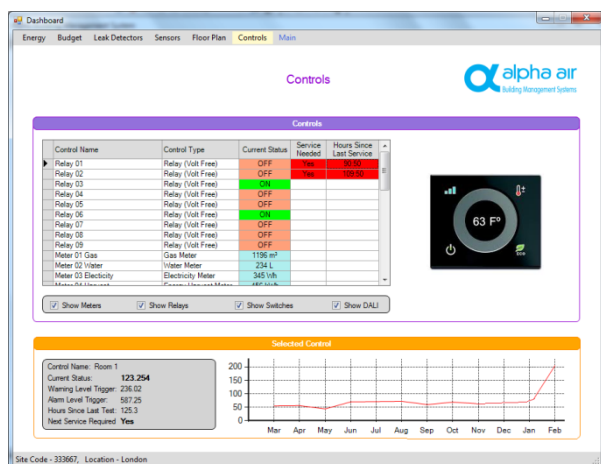 Dashboard
Energy Budget Leak Detectors Sensors Floor Plan Controls Main
Controls
alpha air
Building Management Systems
Controls
Control Name Control Type Current Status Service Needed Hours Since Last Service
Relay 01 Relay (Volt Free) OFF Yes 50:50
Relay 02 Relay (Volt Free) OFF Yes 105:50
Relay 03 Relay (Volt Free) ON
Relay 04 Relay (Volt Free) OFF
Relay 05 Relay (Volt Free) OFF
Relay 06 Relay (Volt Free) ON
Relay 07 Relay (Volt Free) OFF
Relay 08 Relay (Volt Free) OFF
Relay 09 Relay (Volt Free) OFF
Meter 01 Gas Gas Meter 1196 m³
Meter 02 Water Water Meter 234 L
Meter 03 Electicity Electricity Meter 345 Wh
63 F°
ECO
Show Meters Show Relays Show Switches Show DALI
Selected Control
Control Name: Room 1
Current Status: 123.254
Warning Level Trigger: 236.02
Alarm Level Trigger: 587.25
Hours Since Last Test: 125.3
Next Service Required Yes
200
150
100
50
0
Mar Apr May Jun Jul Aug Sep Oct Nov Dec Jan Feb
Site Code - 333667, Location - London